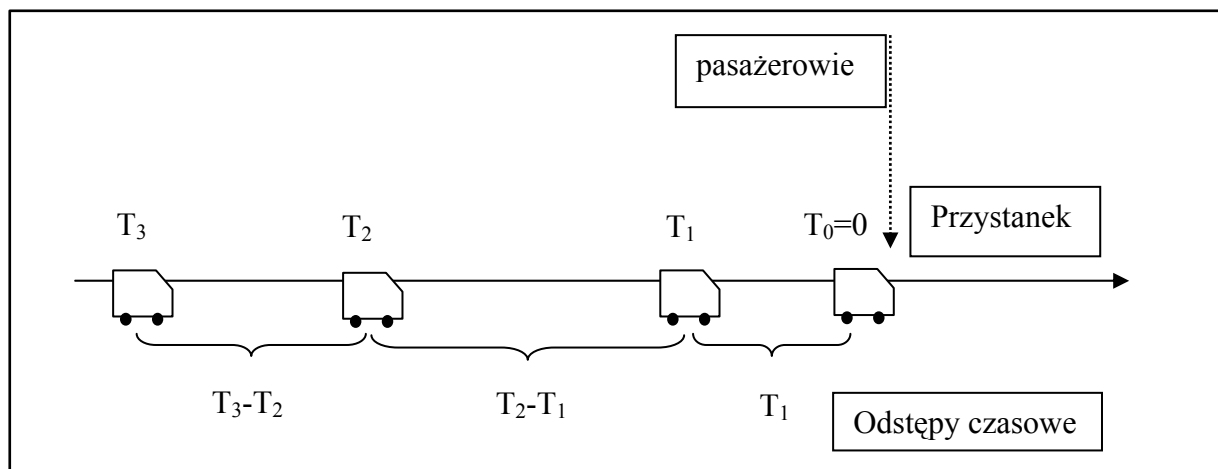 pasażerowie
T₃ T₂ T₁ T₀=0 Przystanek
T₃-T₂ T₂-T₁ T₁
Odstępy czasowe